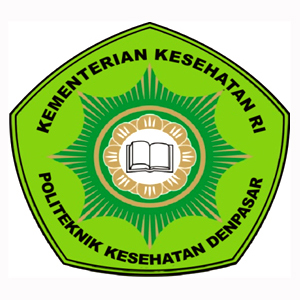 KEMENTERIAN KESEHATAN RI
POLITEKNIK KESEHATAN DENPASAR